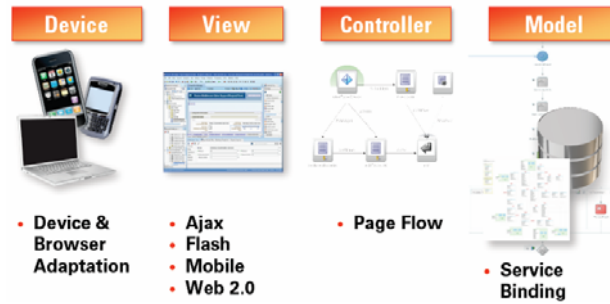 Device
View
Controller
Model
• Device &
Browser
Adaptation
• Ajax
• Flash
• Mobile
• Web 2.0
• Page Flow
• Service
Binding